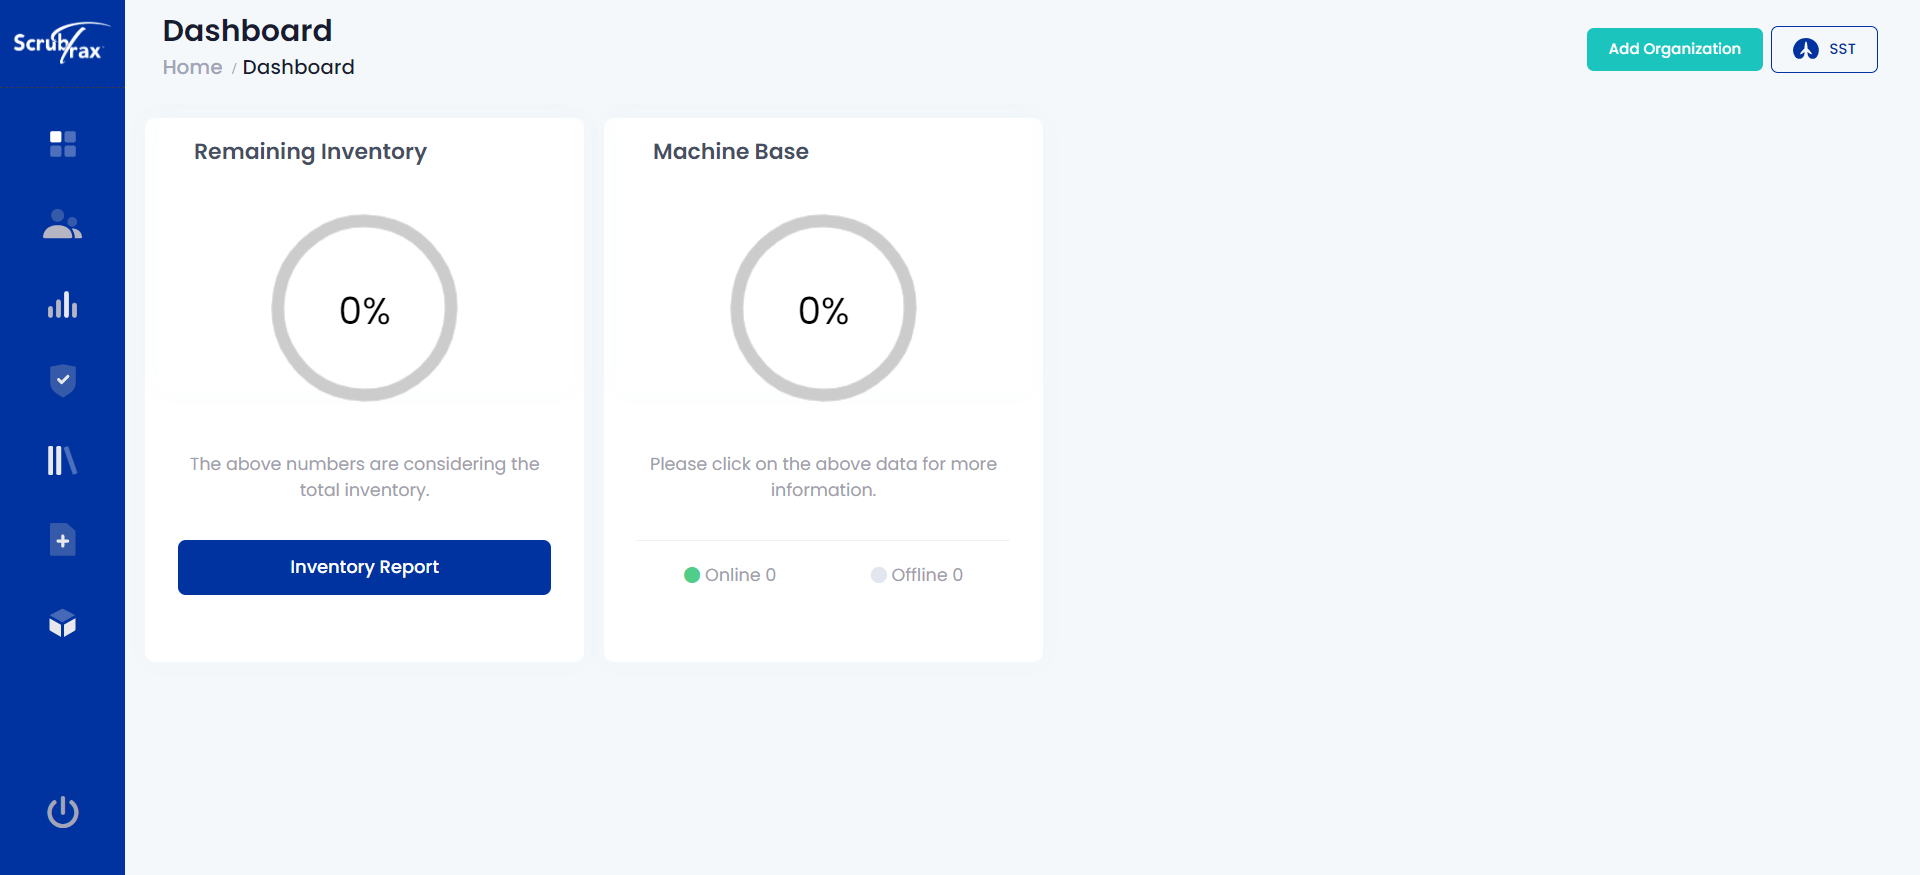 ScrubTrax
Dashboard
Home / Dashboard
Add Organization
SST
Remaining Inventory
0%
The above numbers are considering the
total inventory.
Inventory Report
Machine Base
0%
Please click on the above data for more
information.
Online 0
Offline 0